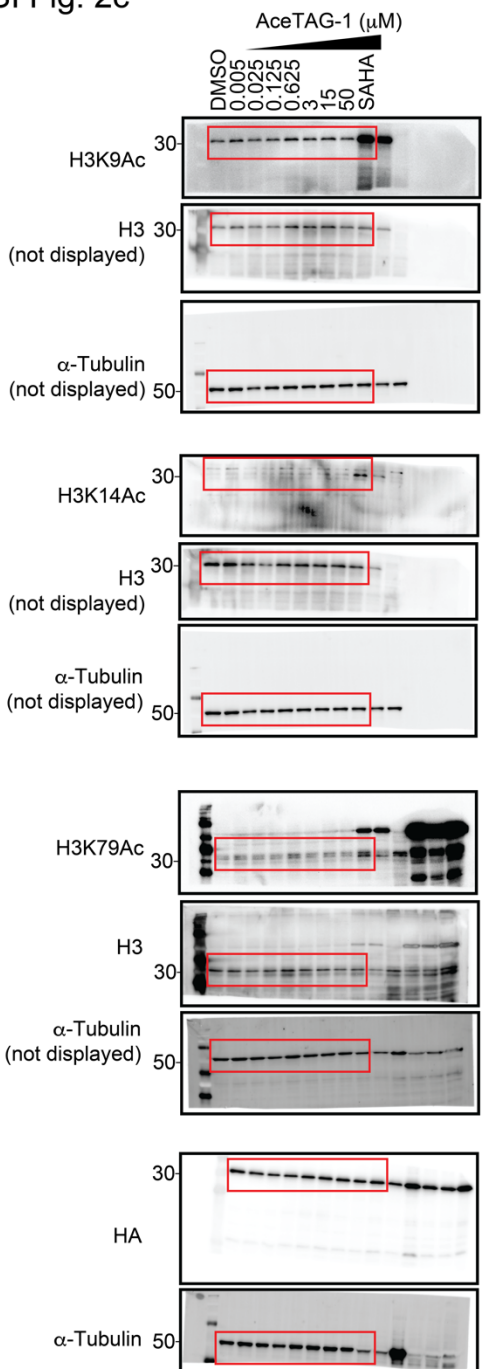 SI Fig. 2c
AceTAG-1 (μM)
DMSO
0.005
0.025
0.125
0.625
3
15
50
SAHA
30-
H3K9Ac
H3 30-
(not displayed)
α-Tubulin
(not displayed) 50-
30-
H3K14Ac
30-
H3
(not displayed)
α-Tubulin
(not displayed)
50-
H3K79Ac
30-
H3
30-
α-Tubulin
(not displayed) 50-
30-
HA
α-Tubulin 50-